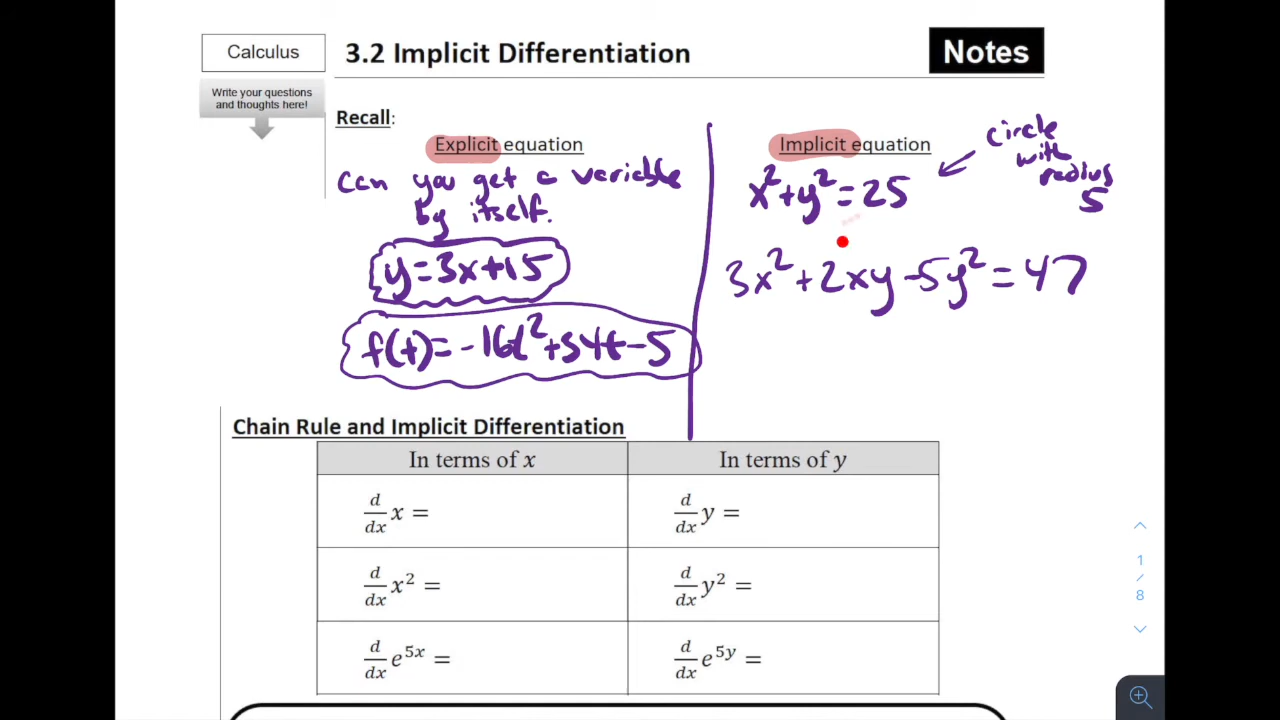 Calculus
3.2 Implicit Differentiation
Notes
Write your questions
and thoughts here!
Recall:
Explicit equation
can you get a variable
by itself.
y=3x+15
f(t)=-16t²+54t-5
Implicit equation
x²+y²=25
circle
with
radius
5
3x²+2xy-5y²=47
Chain Rule and Implicit Differentiation
In terms of x
In terms of y
d/dx x =
d/dx y =
d/dx x² =
d/dx y² =
d/dx e⁵ˣ =
d/dx e⁵ʸ =
1
/
8